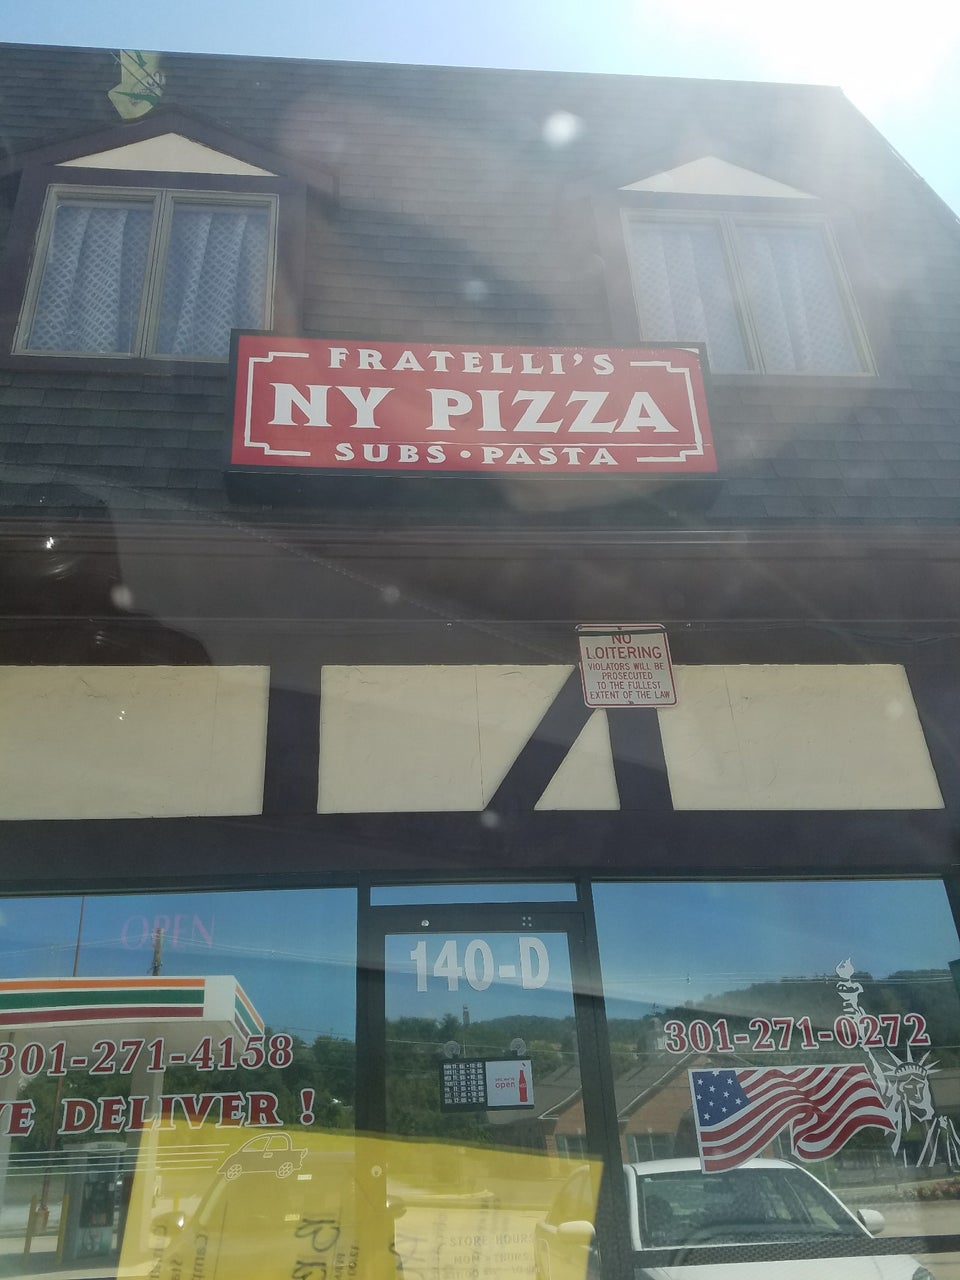 FRATELLI'S
NY PIZZA
SUBS • PASTA
NO
LOITERING
VIOLATORS WILL BE
PROSECUTED
TO THE FULLEST
EXTENT OF THE LAW
OPEN
140-D
301-271-4158
WE DELIVER !
301-271-0272
open
STORE HOURS